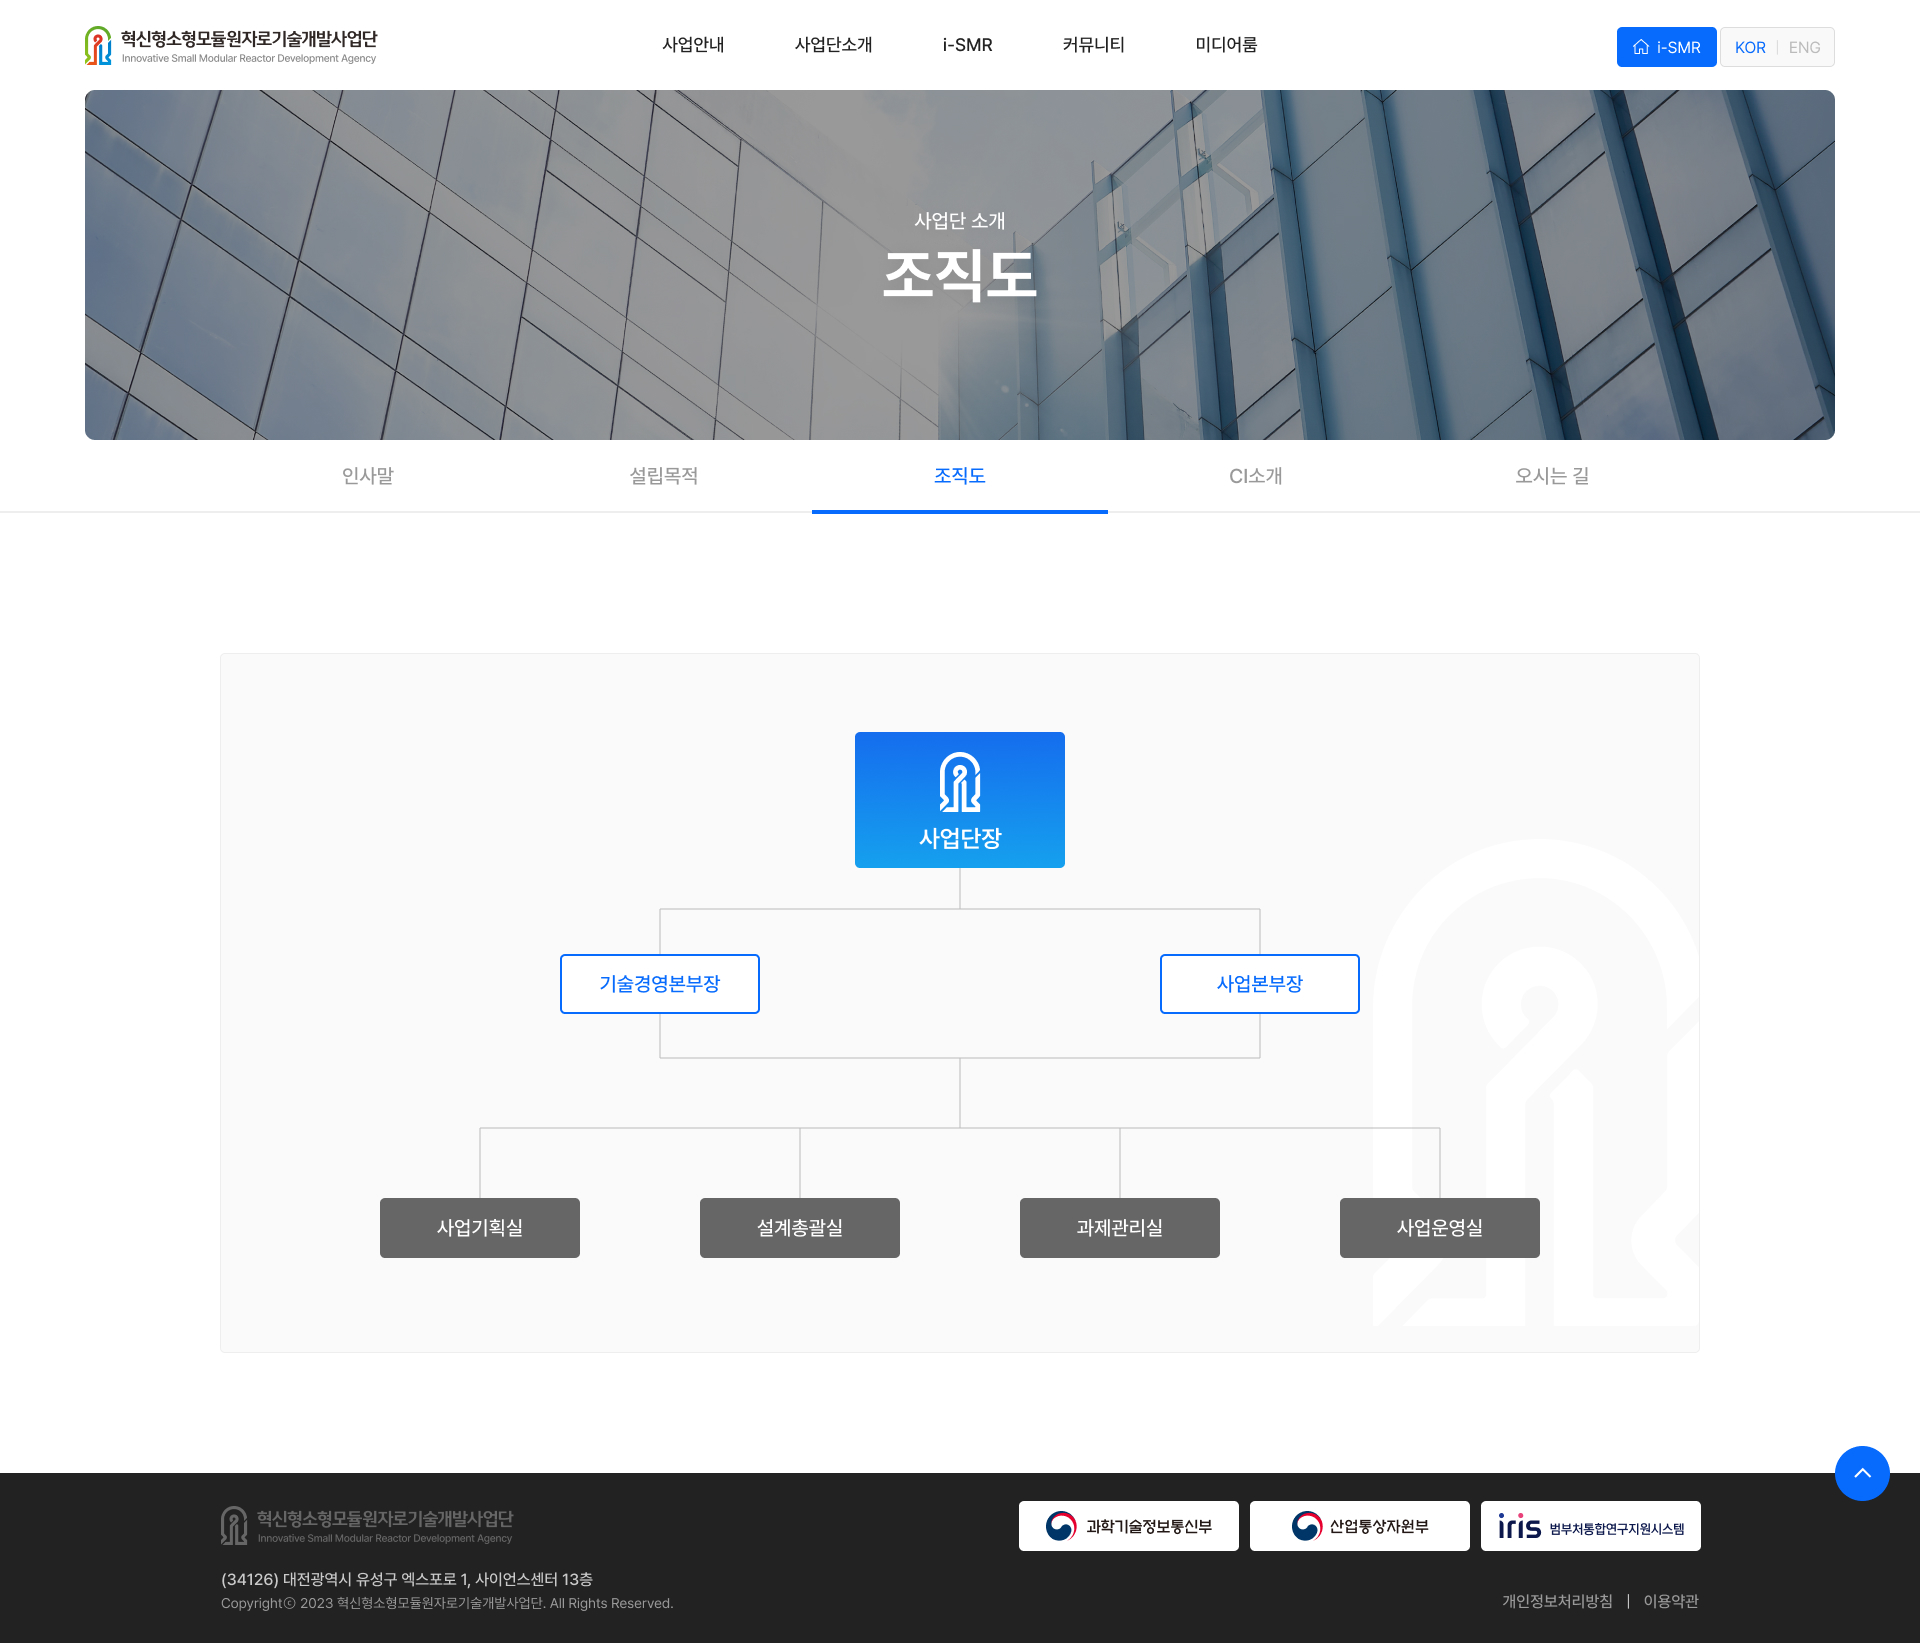 혁신형소형모듈원자로기술개발사업단
Innovative Small Modular Reactor Development Agency
사업안내
사업단소개
i-SMR
커뮤니티
미디어룸
i-SMR
KOR
ENG
사업단 소개
조직도
인사말
설립목적
조직도
CI소개
오시는 길
사업단장
기술경영본부장
사업본부장
사업기획실
설계총괄실
과제관리실
사업운영실
혁신형소형모듈원자로기술개발사업단
Innovative Small Modular Reactor Development Agency
과학기술정보통신부
산업통상자원부
iris 범부처통합연구지원시스템
(34126) 대전광역시 유성구 엑스포로 1, 사이언스센터 13층
Copyrightⓒ 2023 혁신형소형모듈원자로기술개발사업단. All Rights Reserved.
개인정보처리방침 | 이용약관